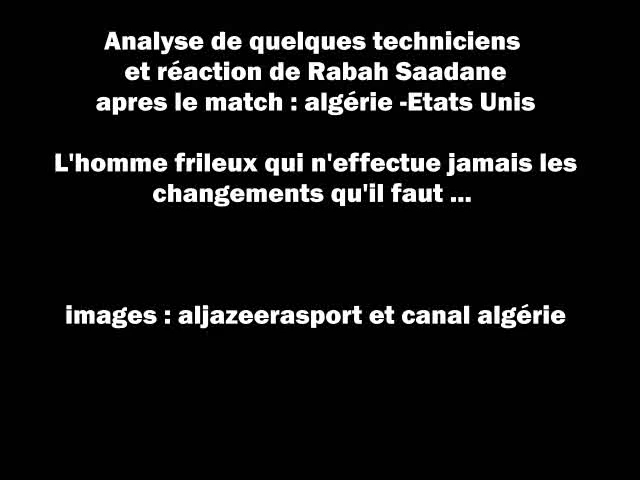 Analyse de quelques techniciens
et réaction de Rabah Saadane
apres le match : algérie -Etats Unis
L'homme frileux qui n'effectue jamais les
changements qu'il faut ...
images : aljazeerasport et canal algérie